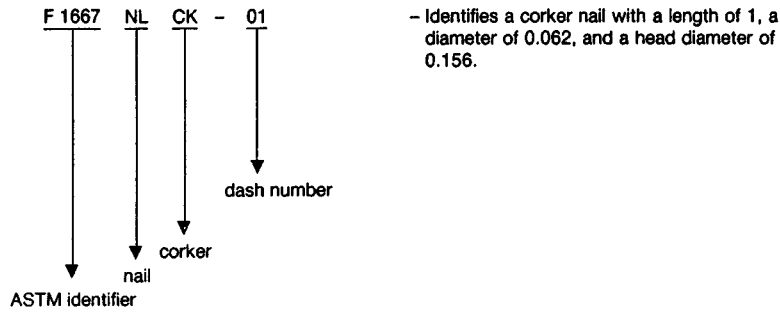 F 1667 NL CK – 01
– Identifies a corker nail with a length of 1, a
diameter of 0.062, and a head diameter of
0.156.
dash number
corker
nail
ASTM identifier